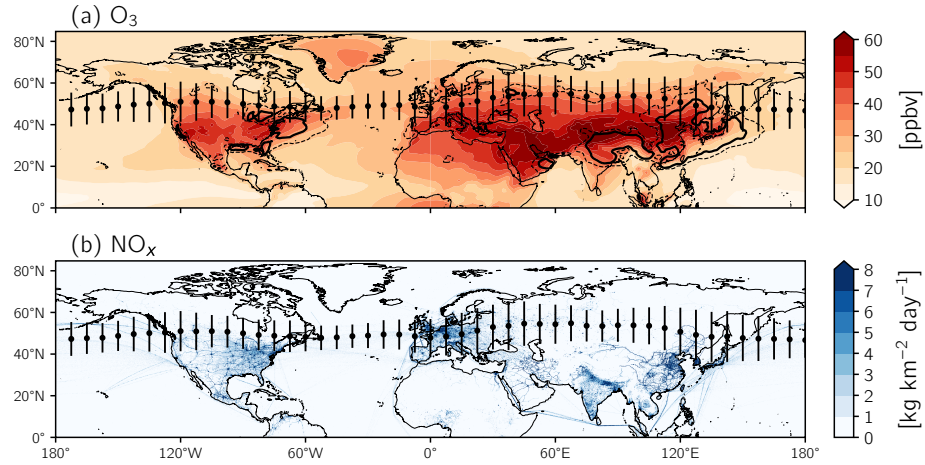 (a) O₃
80°N
60°N
40°N
20°N
0°
60
50
40
30
20
10
[ppbv]
(b) NOₓ
80°N
60°N
40°N
20°N
0°
180°
120°W
60°W
0°
60°E
120°E
180°
8
7
6
5
4
3
2
1
0
[kg km⁻² day⁻¹]